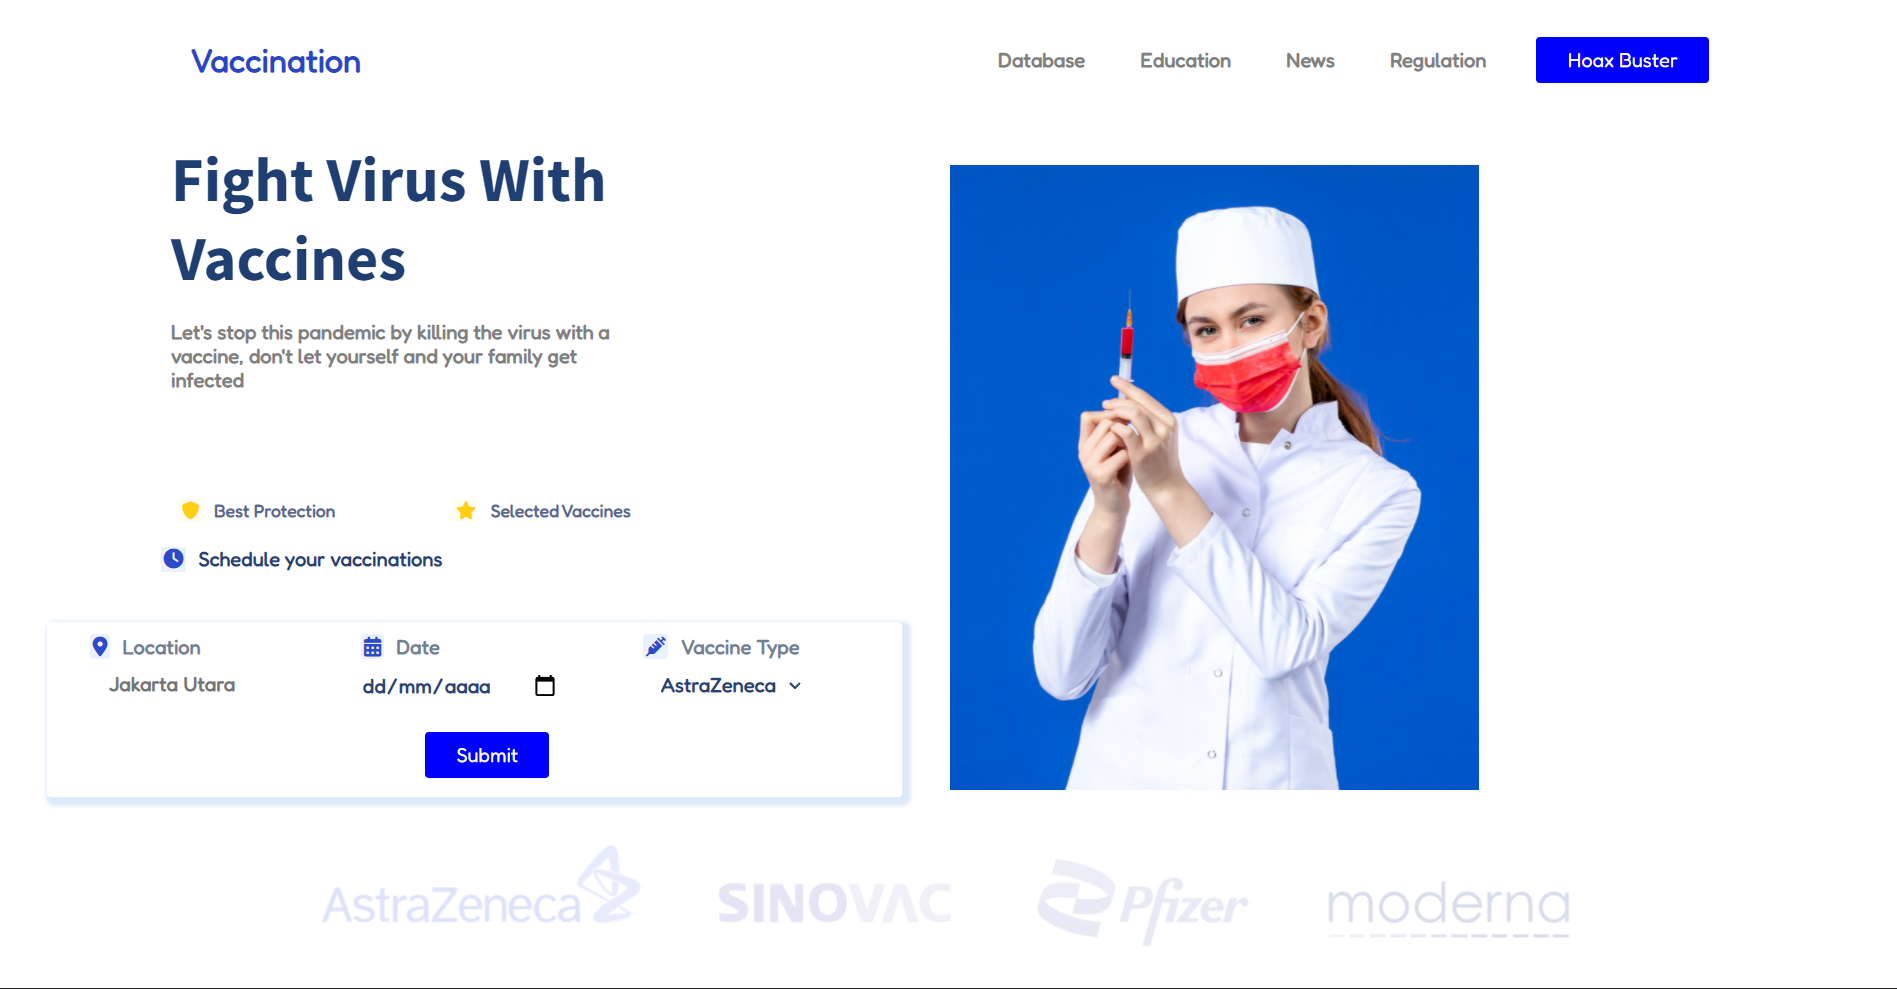 Vaccination
Database Education News Regulation Hoax Buster
Fight Virus With
Vaccines
Let's stop this pandemic by killing the virus with a
vaccine, don't let yourself and your family get
infected
Best Protection Selected Vaccines
Schedule your vaccinations
Location Date Vaccine Type
Jakarta Utara dd/mm/aaaa AstraZeneca
Submit
AstraZeneca SINOVAC Pfizer moderna